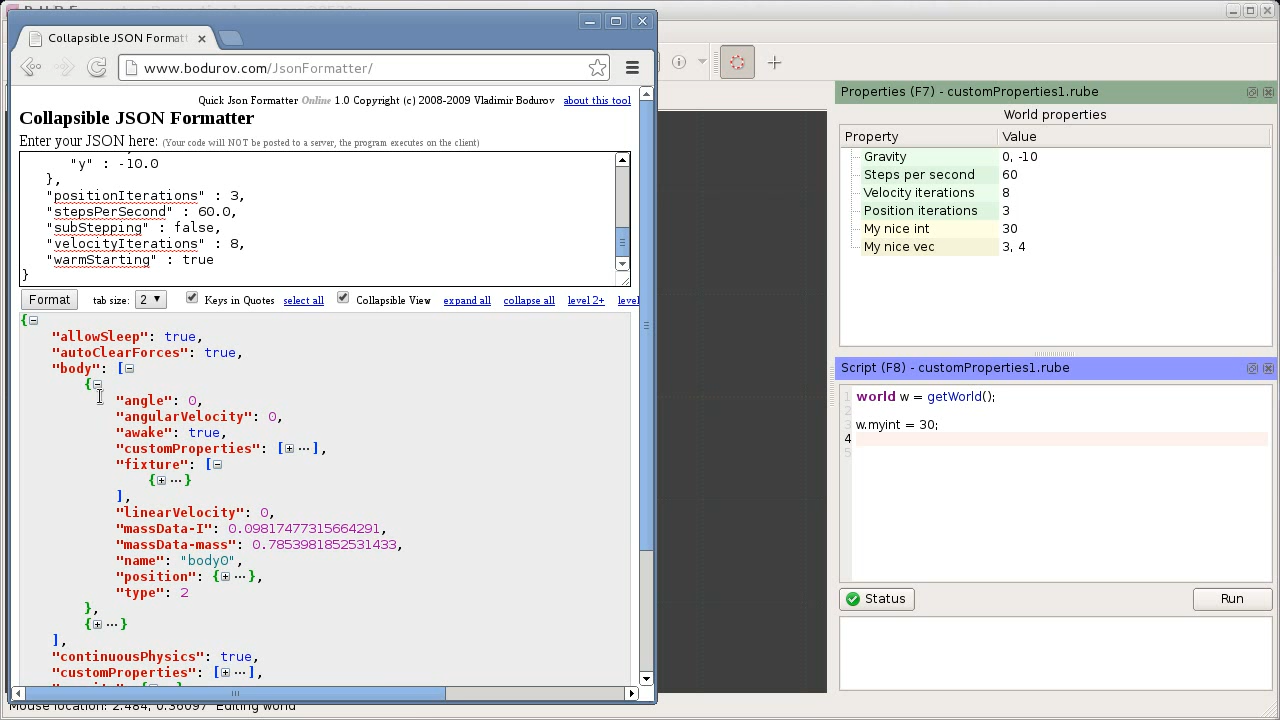 Collapsible JSON Format
www.bodurov.com/JsonFormatter/
Quick Json Formatter Online 1.0 Copyright (c) 2008-2009 Vladimir Bodurov about this tool
Collapsible JSON Formatter
Enter your JSON here: (Your code will NOT be posted to a server, the program executes on the client)
"y" : -10.0
},
"positionIterations" : 3,
"stepsPerSecond" : 60.0,
"subStepping" : false,
"velocityIterations" : 8,
"warmStarting" : true
}
Format tab size: 2 Keys in Quotes select all Collapsible View expand all collapse all level 2+ level
{
"allowSleep": true,
"autoClearForces": true,
"body": [
{
"angle": 0,
"angularVelocity": 0,
"awake": true,
"customProperties": [ ... ],
"fixture": [
{ ... }
],
"linearVelocity": 0,
"massData-I": 0.09817477315664291,
"massData-mass": 0.7853981852531433,
"name": "body0",
"position": { ... },
"type": 2
},
{ ... }
],
"continuousPhysics": true,
"customProperties": [ ... ],
Mouse location: 2.484, 0.36097 Editing world
Properties (F7) - customProperties1.rube
World properties
Property Value
Gravity 0, -10
Steps per second 60
Velocity iterations 8
Position iterations 3
My nice int 30
My nice vec 3, 4
Script (F8) - customProperties1.rube
1 world w = getWorld();
w.myint = 30;
4
5
Status Run